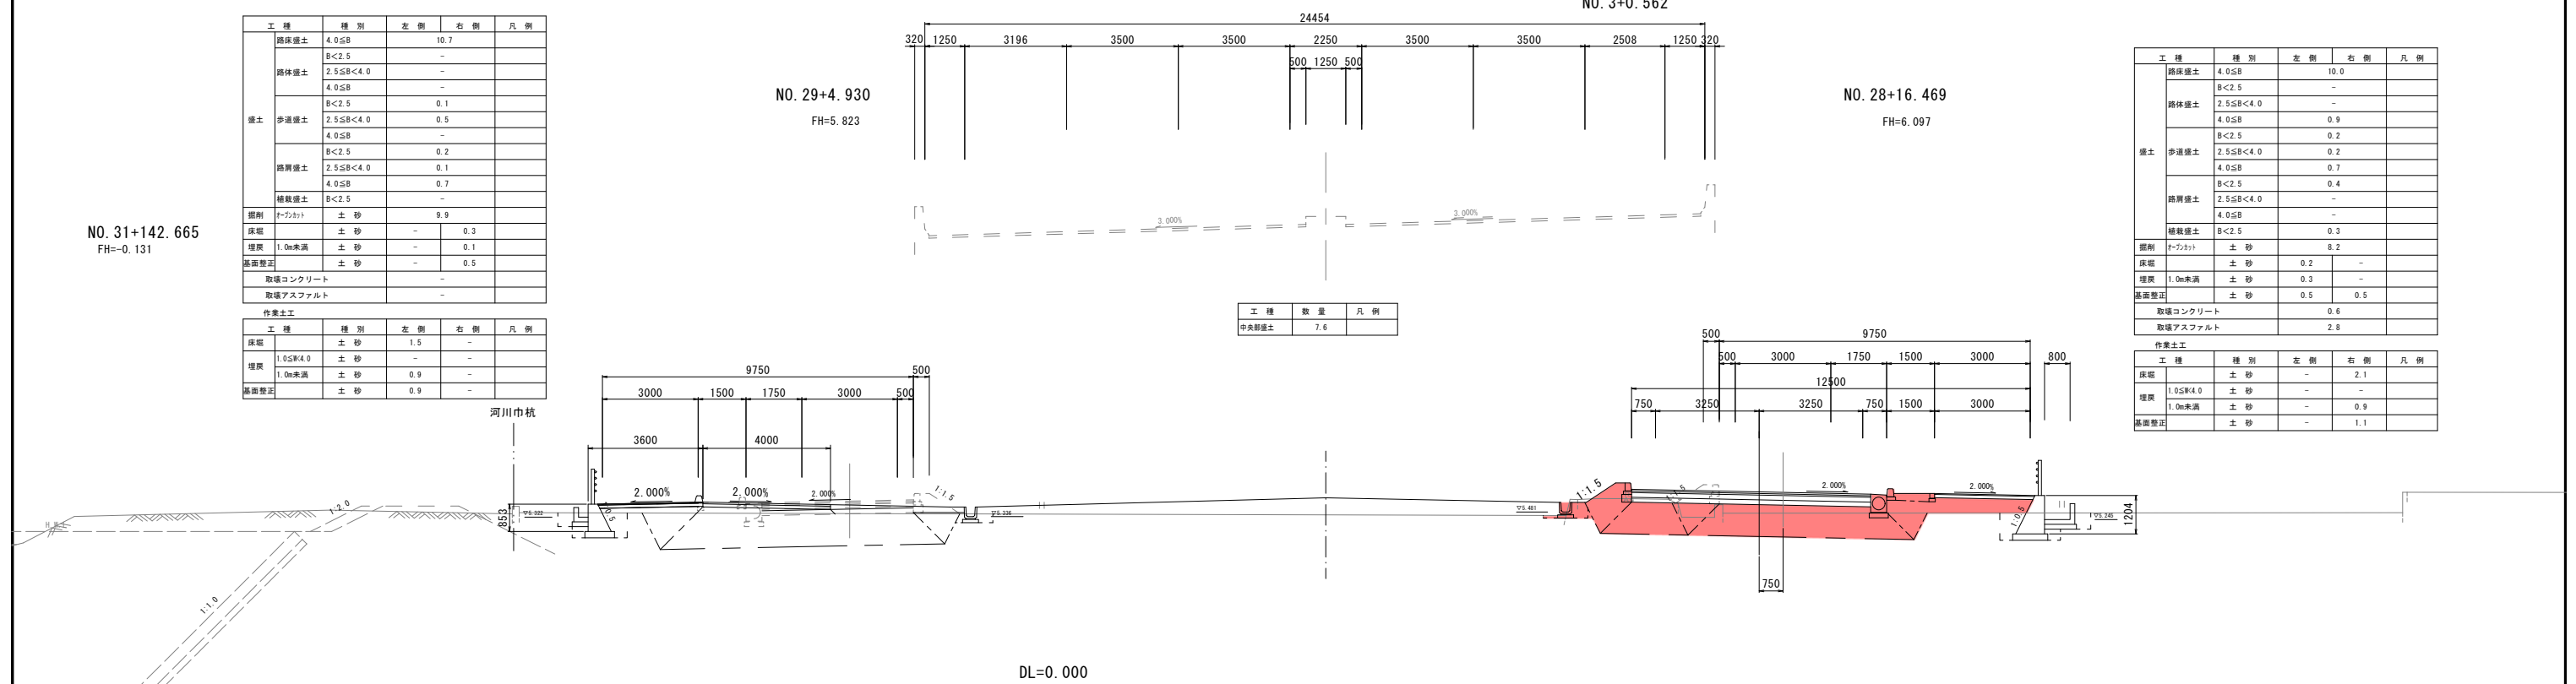 NO.3+0.562
工 種 種 別 左 側 右 側 凡 例
盛土 路床盛土 4.0≦B 10.7
路体盛土 B<2.5 -
2.5≦B<4.0 -
4.0≦B -
歩道盛土 B<2.5 0.1
2.5≦B<4.0 0.5
4.0≦B -
路肩盛土 B<2.5 0.2
2.5≦B<4.0 0.1
4.0≦B 0.7
植栽盛土 B<2.5 -
掘削 オープンカット 土 砂 9.9
床堀 土 砂 - 0.3
埋戻 1.0m未満 土 砂 - 0.1
基面整正 土 砂 - 0.5
取壊コンクリート -
取壊アスファルト -
作業土工
工 種 種 別 左 側 右 側 凡 例
床堀 土 砂 1.5 -
埋戻 1.0≦W<4.0 土 砂 - -
1.0m未満 土 砂 0.9 -
基面整正 土 砂 0.9 -
NO.31+142.665
FH=-0.131
24454
320 1250 3196 3500 3500 2250 3500 3500 2508 1250 320
500 1250 500
NO.29+4.930
FH=5.823
NO.28+16.469
FH=6.097
3.000% 3.000%
工 種 数 量 凡 例
中央部盛土 7.6
工 種 種 別 左 側 右 側 凡 例
盛土 路床盛土 4.0≦B 10.0
路体盛土 B<2.5 -
2.5≦B<4.0 -
4.0≦B 0.9
歩道盛土 B<2.5 0.2
2.5≦B<4.0 0.2
4.0≦B 0.7
路肩盛土 B<2.5 0.4
2.5≦B<4.0 -
4.0≦B -
植栽盛土 B<2.5 0.3
掘削 オープンカット 土 砂 8.2
床堀 土 砂 0.2 -
埋戻 1.0m未満 土 砂 0.3 -
基面整正 土 砂 0.5 0.5
取壊コンクリート 0.6
取壊アスファルト 2.8
作業土工
工 種 種 別 左 側 右 側 凡 例
床堀 土 砂 - 2.1
埋戻 1.0≦W<4.0 土 砂 - -
1.0m未満 土 砂 - 0.9
基面整正 土 砂 - 1.1
河川巾杭
9750 500
3000 1500 1750 3000 500
3600 4000
2.000% 2.000% 2.000%
1:1.5
1:2.0
H.W.L
853
▽5.322
1:0.5
▽5.336
1:1.0
500 9750
500 3000 1750 1500 3000 800
12500
750 3250 3250 750 1500 3000
1:1.5
1:1.5
2.000% 2.000%
▽5.481
1:0.5
▽5.245
1204
750
DL=0.000